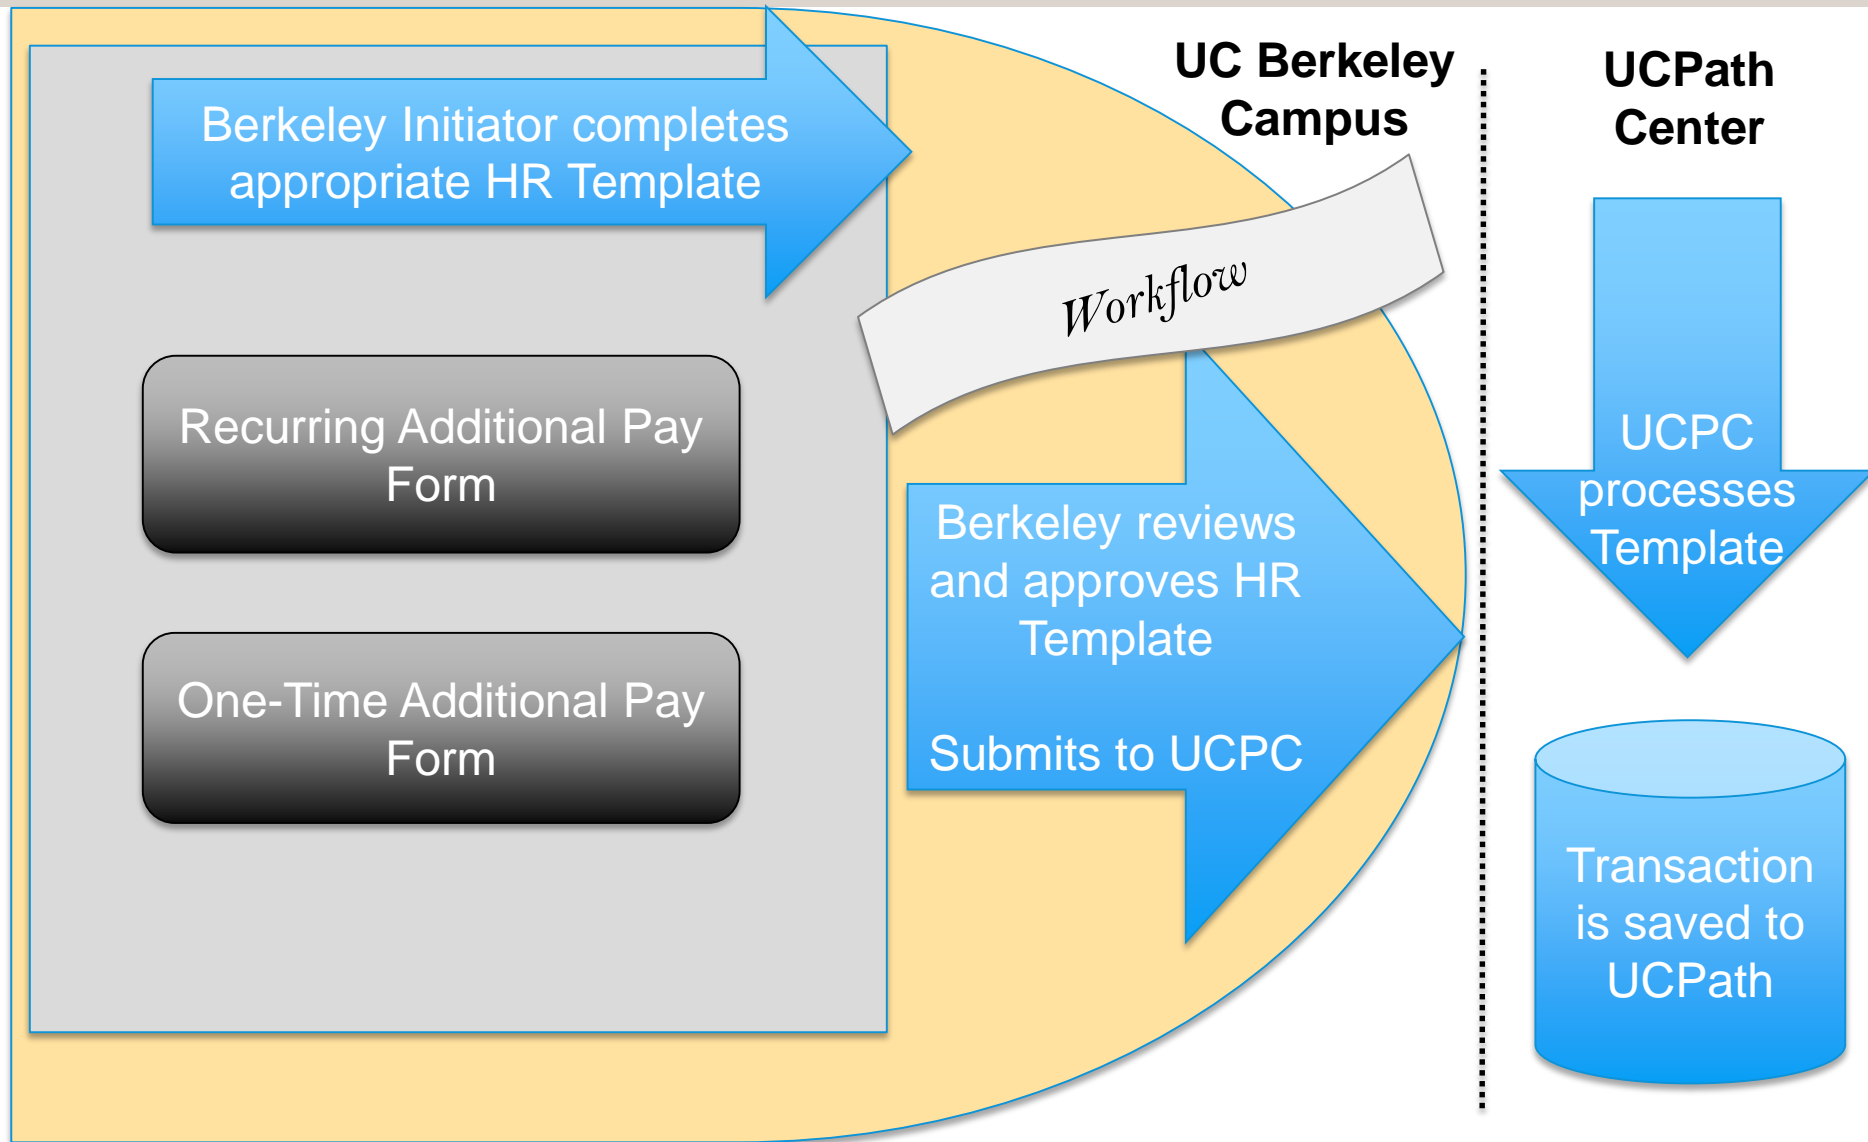 Berkeley Initiator completes
appropriate HR Template
Recurring Additional Pay
Form
One-Time Additional Pay
Form
Workflow
Berkeley reviews
and approves HR
Template
Submits to UCPC
UC Berkeley
Campus
UCPath
Center
UCPC
processes
Template
Transaction
is saved to
UCPath